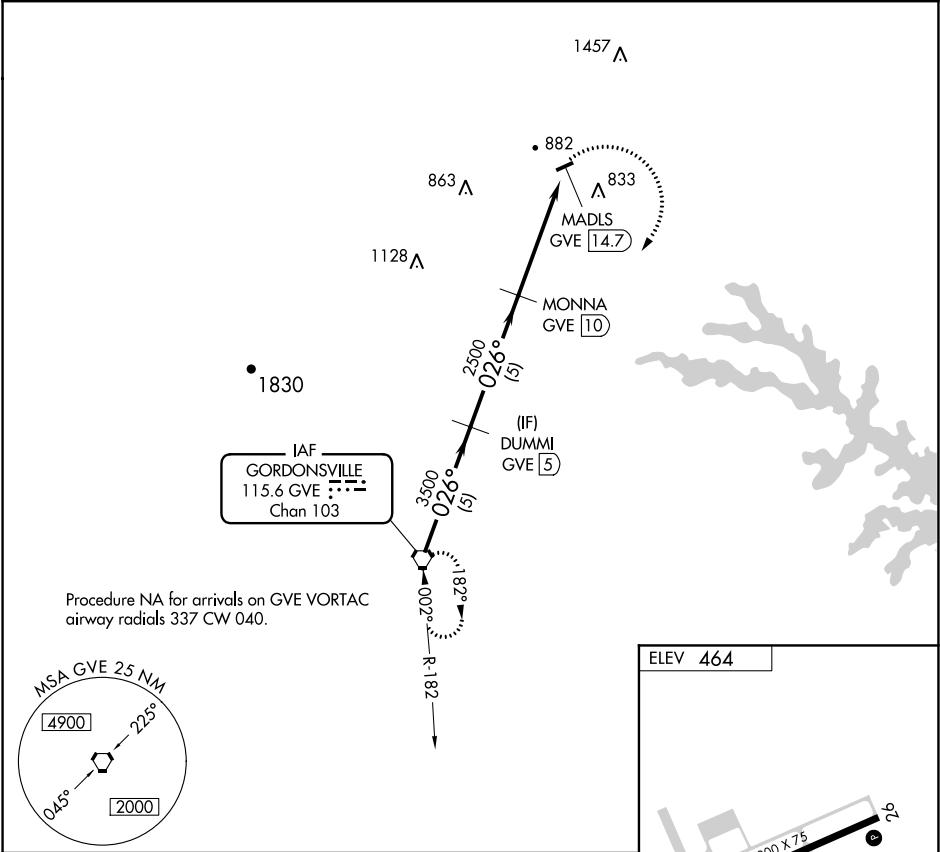 1457
882
863
833
MADLS
GVE 14.7
1128
MONNA
GVE 10
2500
026°
(5)
1830
(IF)
DUMMI
GVE 5
IAF
GORDONSVILLE
115.6 GVE
Chan 103
3500
026°
(5)
182°
002°
R-182
Procedure NA for arrivals on GVE VORTAC
airway radials 337 CW 040.
MSA GVE 25 NM
4900
225°
045°
2000
ELEV 464
26
X 75
P